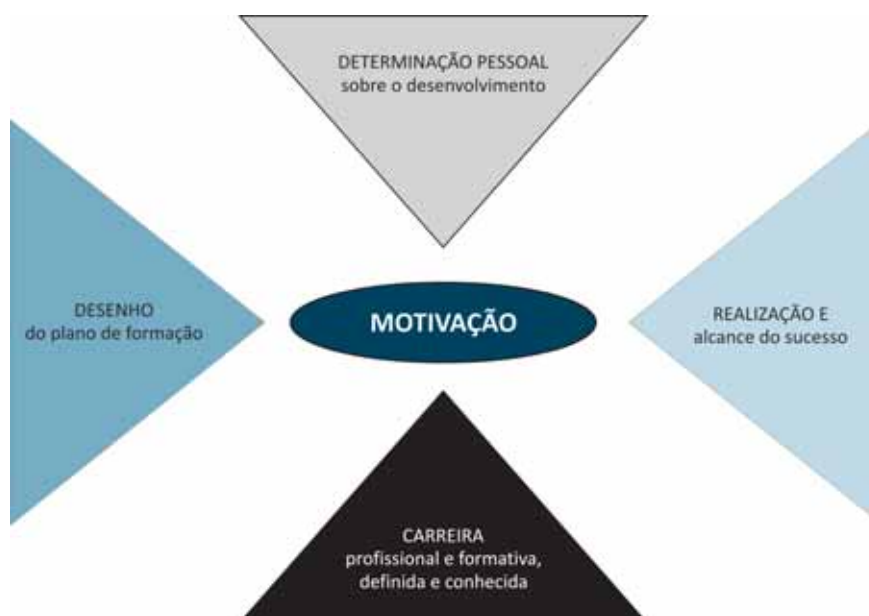 DETERMINAÇÃO PESSOAL
sobre o desenvolvimento
DESENHO
do plano de formação
MOTIVAÇÃO
REALIZAÇÃO E
alcance do sucesso
CARREIRA
profissional e formativa,
definida e conhecida